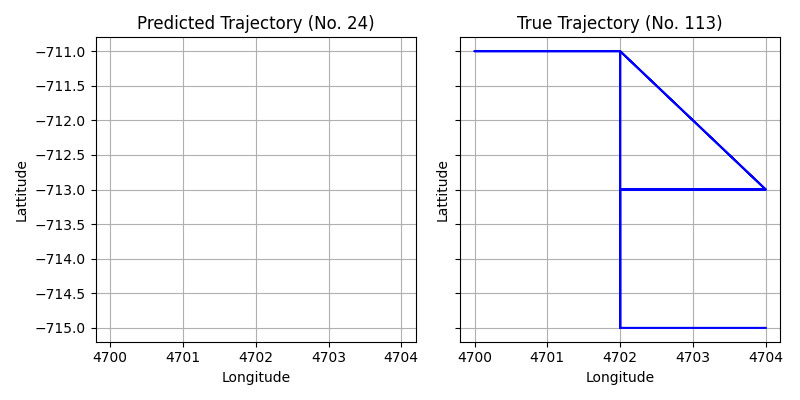 Predicted Trajectory (No. 24)
True Trajectory (No. 113)
−711.0
−711.5
−712.0
−712.5
−713.0
−713.5
−714.0
−714.5
−715.0
Lattitude
Lattitude
4700 4701 4702 4703 4704
4700 4701 4702 4703 4704
Longitude
Longitude